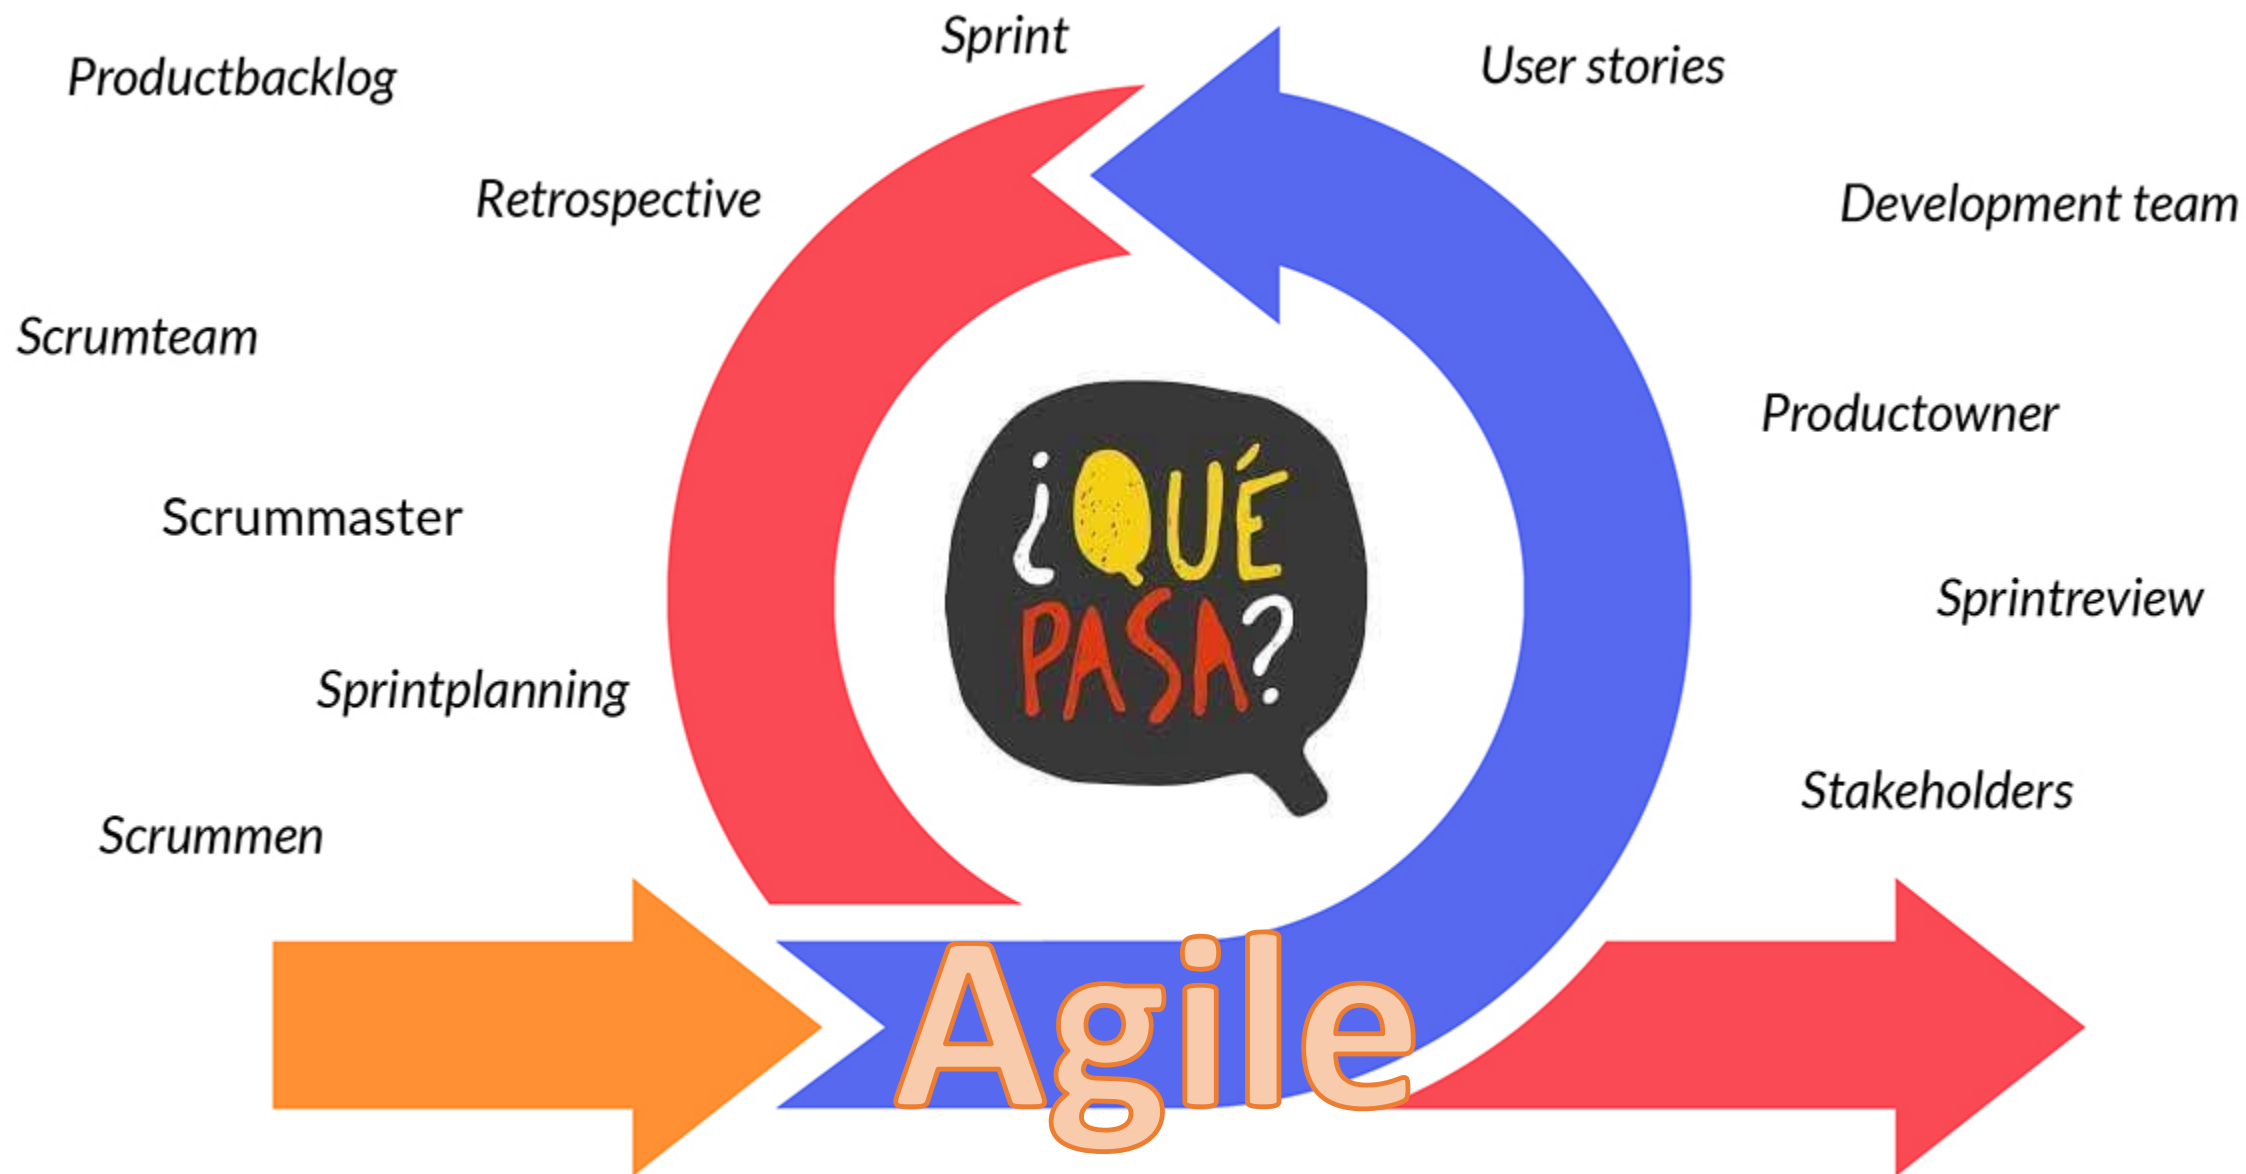 Sprint
User stories
Productbacklog
Retrospective
Development team
Scrumteam
Productowner
Scrummaster
¿QUÉ
PASA?
Sprintreview
Sprintplanning
Stakeholders
Scrummen
Agile